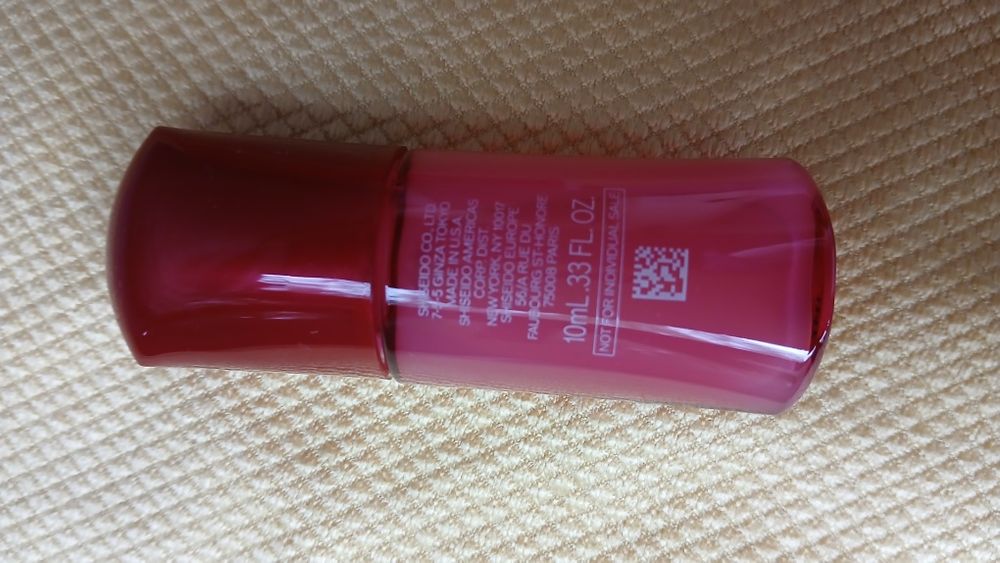 SHISEIDO CO., LTD.
7-5-5 GINZA TOKYO
MADE IN U.S.A
SHISEIDO AMERICAS
CORP. DIST.
NEW YORK, NY 10017
SHISEIDO EUROPE
56/A RUE DU
FAUBOURG ST-HONORE
75008 PARIS
10mL .33 FL. OZ.
NOT FOR INDIVIDUAL SALE